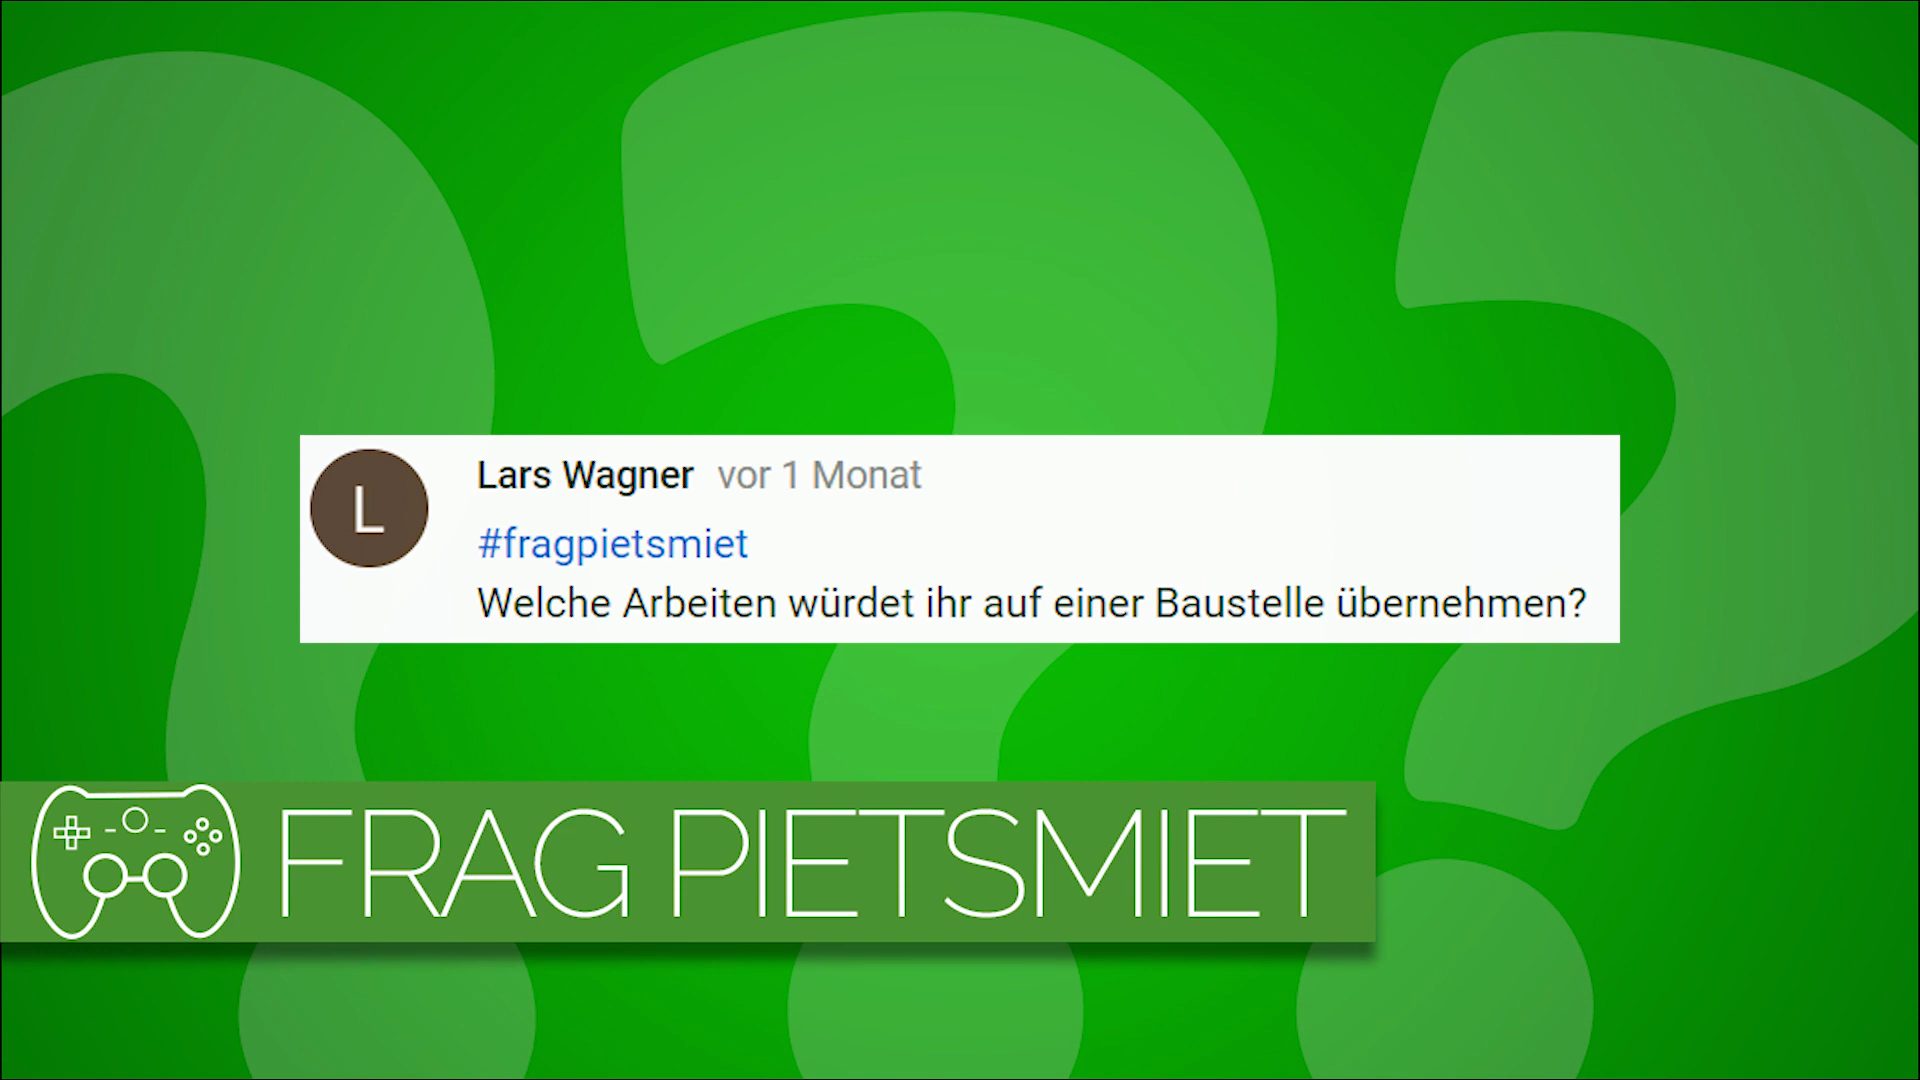 L
Lars Wagner vor 1 Monat
#fragpietsmiet
Welche Arbeiten würdet ihr auf einer Baustelle übernehmen?
FRAG PIETSMIET